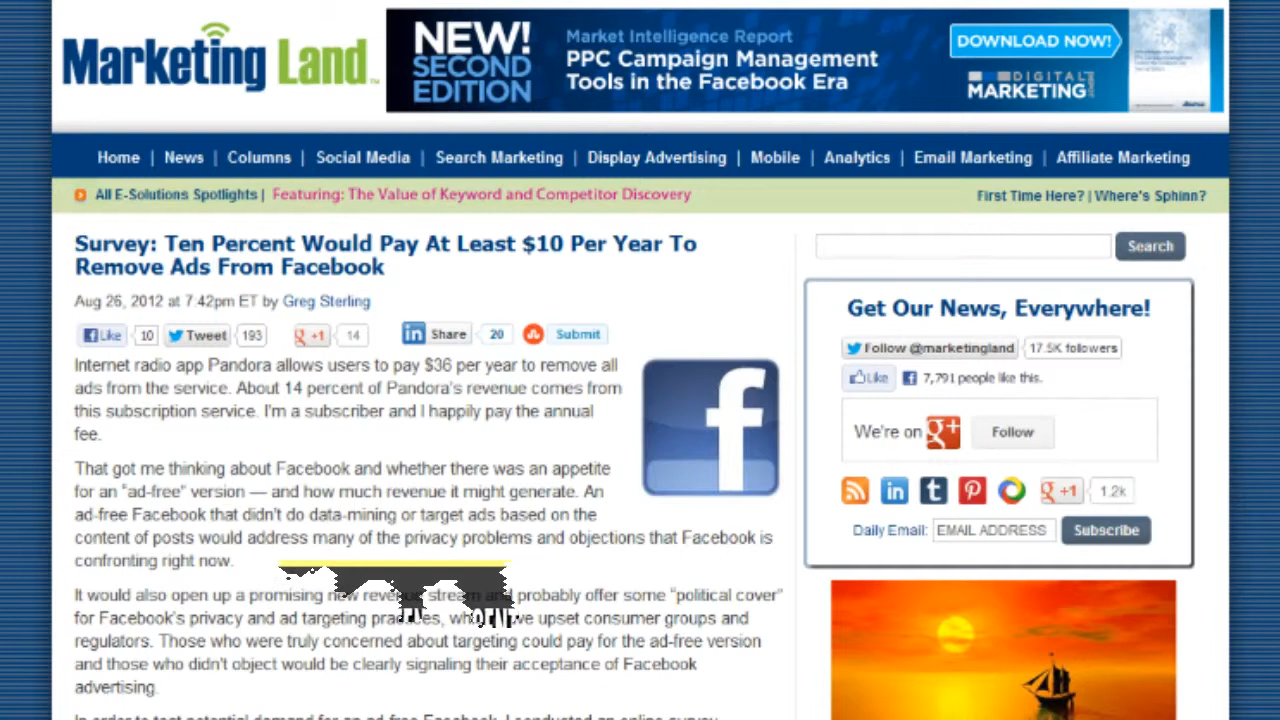 Marketing Land
NEW!
SECOND
EDITION
Market Intelligence Report
PPC Campaign Management
Tools in the Facebook Era
DOWNLOAD NOW!
DIGITAL
MARKETING
Home | News | Columns | Social Media | Search Marketing | Display Advertising | Mobile | Analytics | Email Marketing | Affiliate Marketing
All E-Solutions Spotlights | Featuring: The Value of Keyword and Competitor Discovery
First Time Here? | Where's Sphinn?
Survey: Ten Percent Would Pay At Least $10 Per Year To
Remove Ads From Facebook
Aug 26, 2012 at 7:42pm ET by Greg Sterling
Like 10 Tweet 193 g +1 14 in Share 20 Submit
Internet radio app Pandora allows users to pay $36 per year to remove all
ads from the service. About 14 percent of Pandora's revenue comes from
this subscription service. I'm a subscriber and I happily pay the annual
fee.
That got me thinking about Facebook and whether there was an appetite
for an "ad-free" version — and how much revenue it might generate. An
ad-free Facebook that didn't do data-mining or target ads based on the
content of posts would address many of the privacy problems and objections that Facebook is
confronting right now.
It would also open up a promising new stream and probably offer some "political cover"
for Facebook's privacy and ad targeting upset consumer groups and
regulators. Those who were truly concerned about targeting could pay for the ad-free version
and those who didn't object would be clearly signaling their acceptance of Facebook
advertising.
Search
Get Our News, Everywhere!
Follow @marketingland 17.5K followers
Like 7,791 people like this.
We're on g+ Follow
in t g +1 1.2k
Daily Email: EMAIL ADDRESS Subscribe